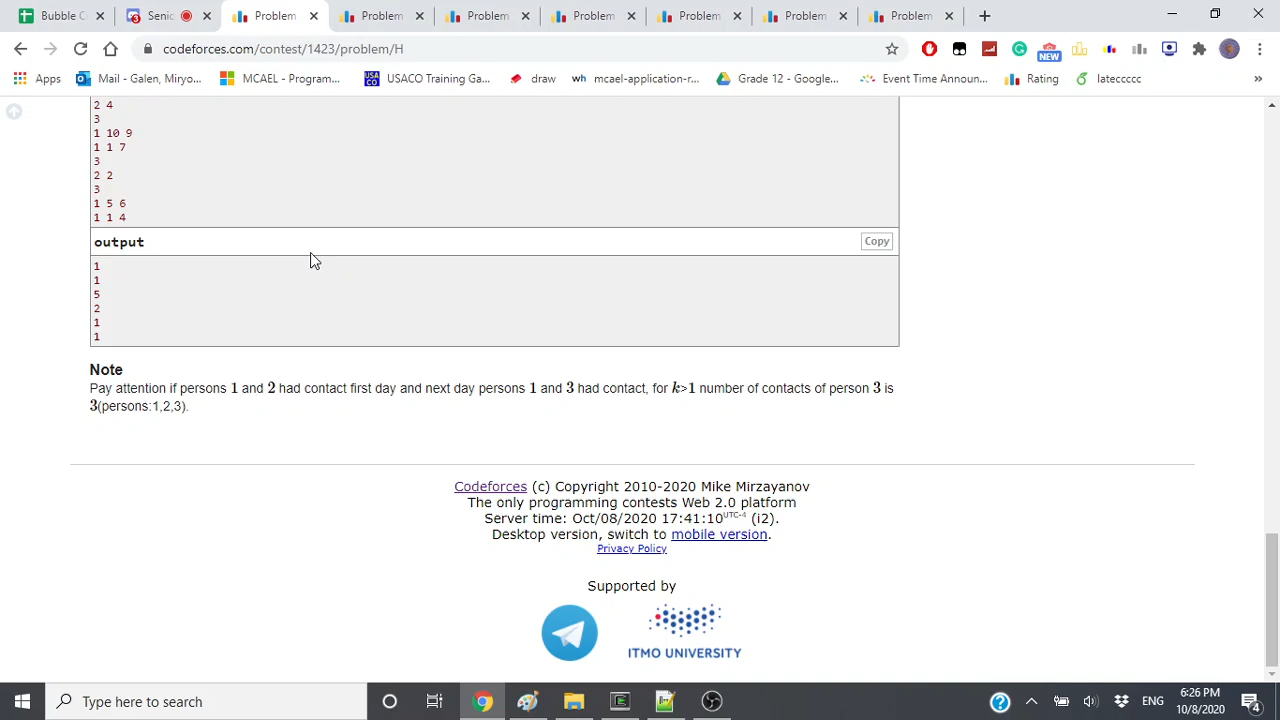 Bubble C
Senic
Problem
Problem
Problem
Problem
Problem
Problem
Problem
codeforces.com/contest/1423/problem/H
NEW
Apps
Mail - Galen, Miryo...
MCAEL - Program...
USACO Training Ga...
draw
wh mcael-application-r...
Grade 12 - Google...
Event Time Announ...
Rating
lateccccc
»
2 4
3
1 10 9
1 1 7
3
2 2
3
1 5 6
1 1 4
output
Copy
1
1
5
2
1
1
Note
Pay attention if persons 1 and 2 had contact first day and next day persons 1 and 3 had contact, for k>1 number of contacts of person 3 is
3(persons:1,2,3).
Codeforces (c) Copyright 2010-2020 Mike Mirzayanov
The only programming contests Web 2.0 platform
Server time: Oct/08/2020 17:41:10UTC-4 (i2).
Desktop version, switch to mobile version.
Privacy Policy
Supported by
ITMO UNIVERSITY
Type here to search
ENG
6:26 PM
10/8/2020
4